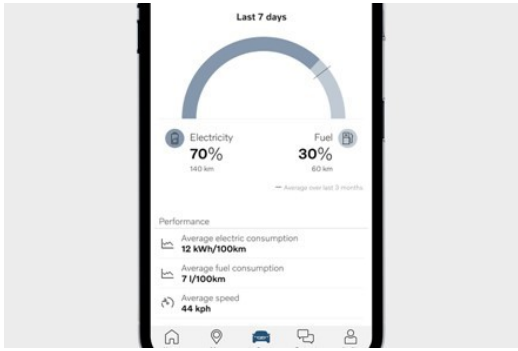 Last 7 days
Electricity
70%
140 km
Fuel
30%
60 km
Average over last 3 months
Performance
Average electric consumption
12 kWh/100km
Average fuel consumption
7 l/100km
Average speed
44 kph